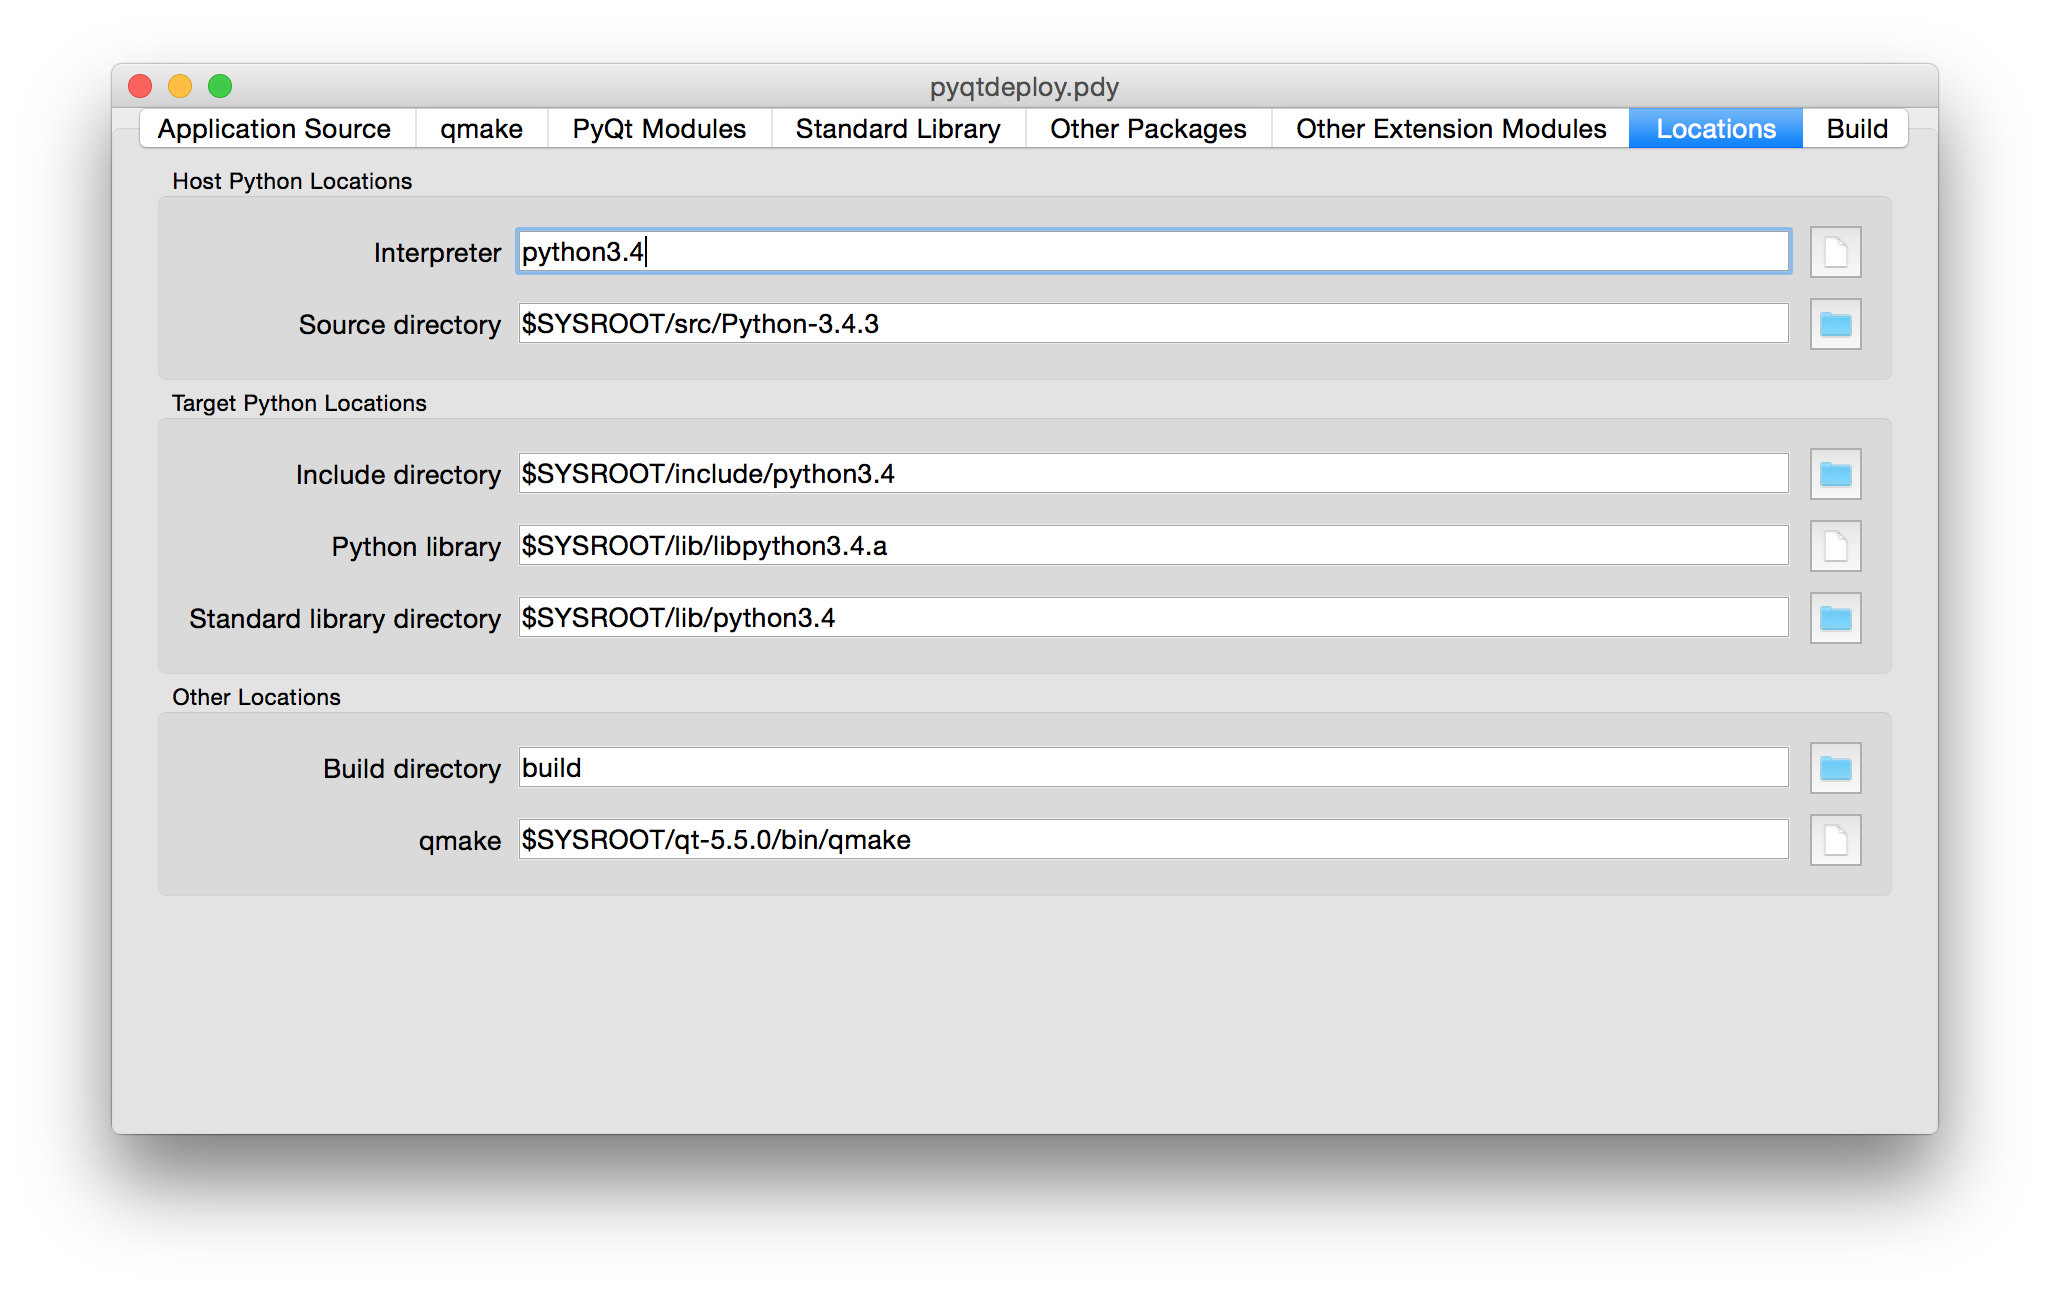 pyqtdeploy.pdy
Application Source qmake PyQt Modules Standard Library Other Packages Other Extension Modules Locations Build
Host Python Locations
Interpreter python3.4
Source directory $SYSROOT/src/Python-3.4.3
Target Python Locations
Include directory $SYSROOT/include/python3.4
Python library $SYSROOT/lib/libpython3.4.a
Standard library directory $SYSROOT/lib/python3.4
Other Locations
Build directory build
qmake $SYSROOT/qt-5.5.0/bin/qmake